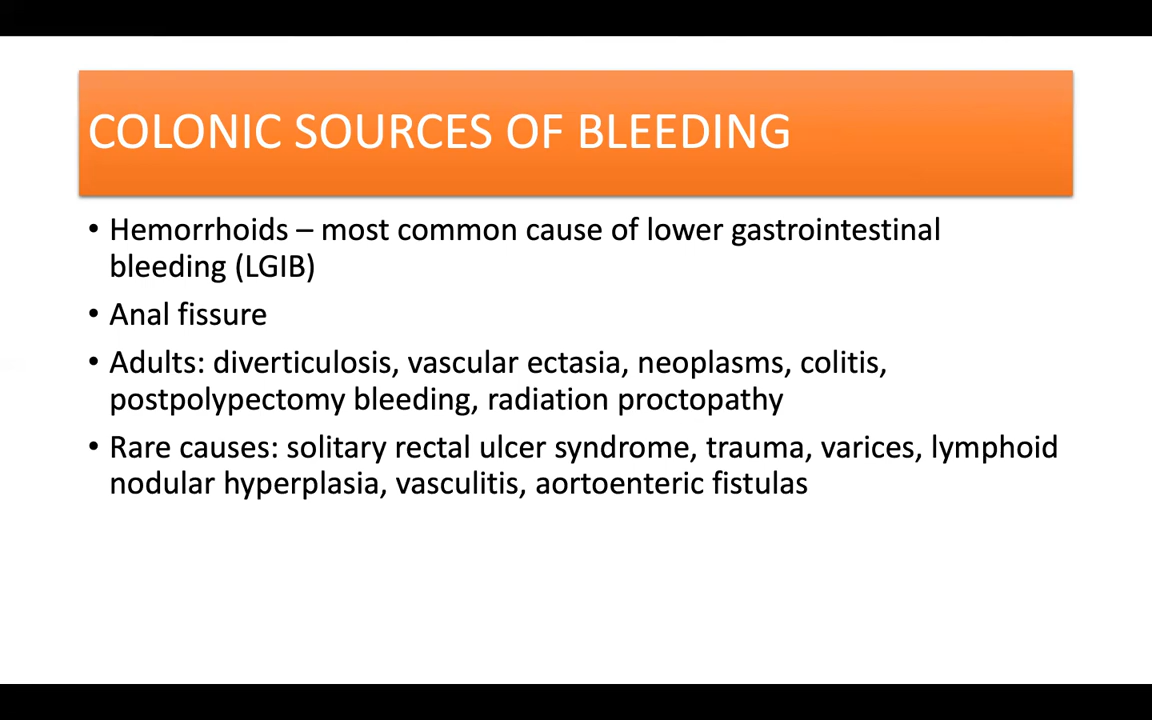 COLONIC SOURCES OF BLEEDING
• Hemorrhoids – most common cause of lower gastrointestinal
bleeding (LGIB)
• Anal fissure
• Adults: diverticulosis, vascular ectasia, neoplasms, colitis,
postpolypectomy bleeding, radiation proctopathy
• Rare causes: solitary rectal ulcer syndrome, trauma, varices, lymphoid
nodular hyperplasia, vasculitis, aortoenteric fistulas